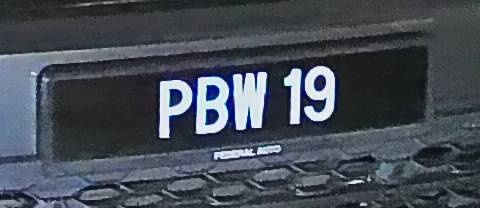 PBW 19
FEDERAL AUTO